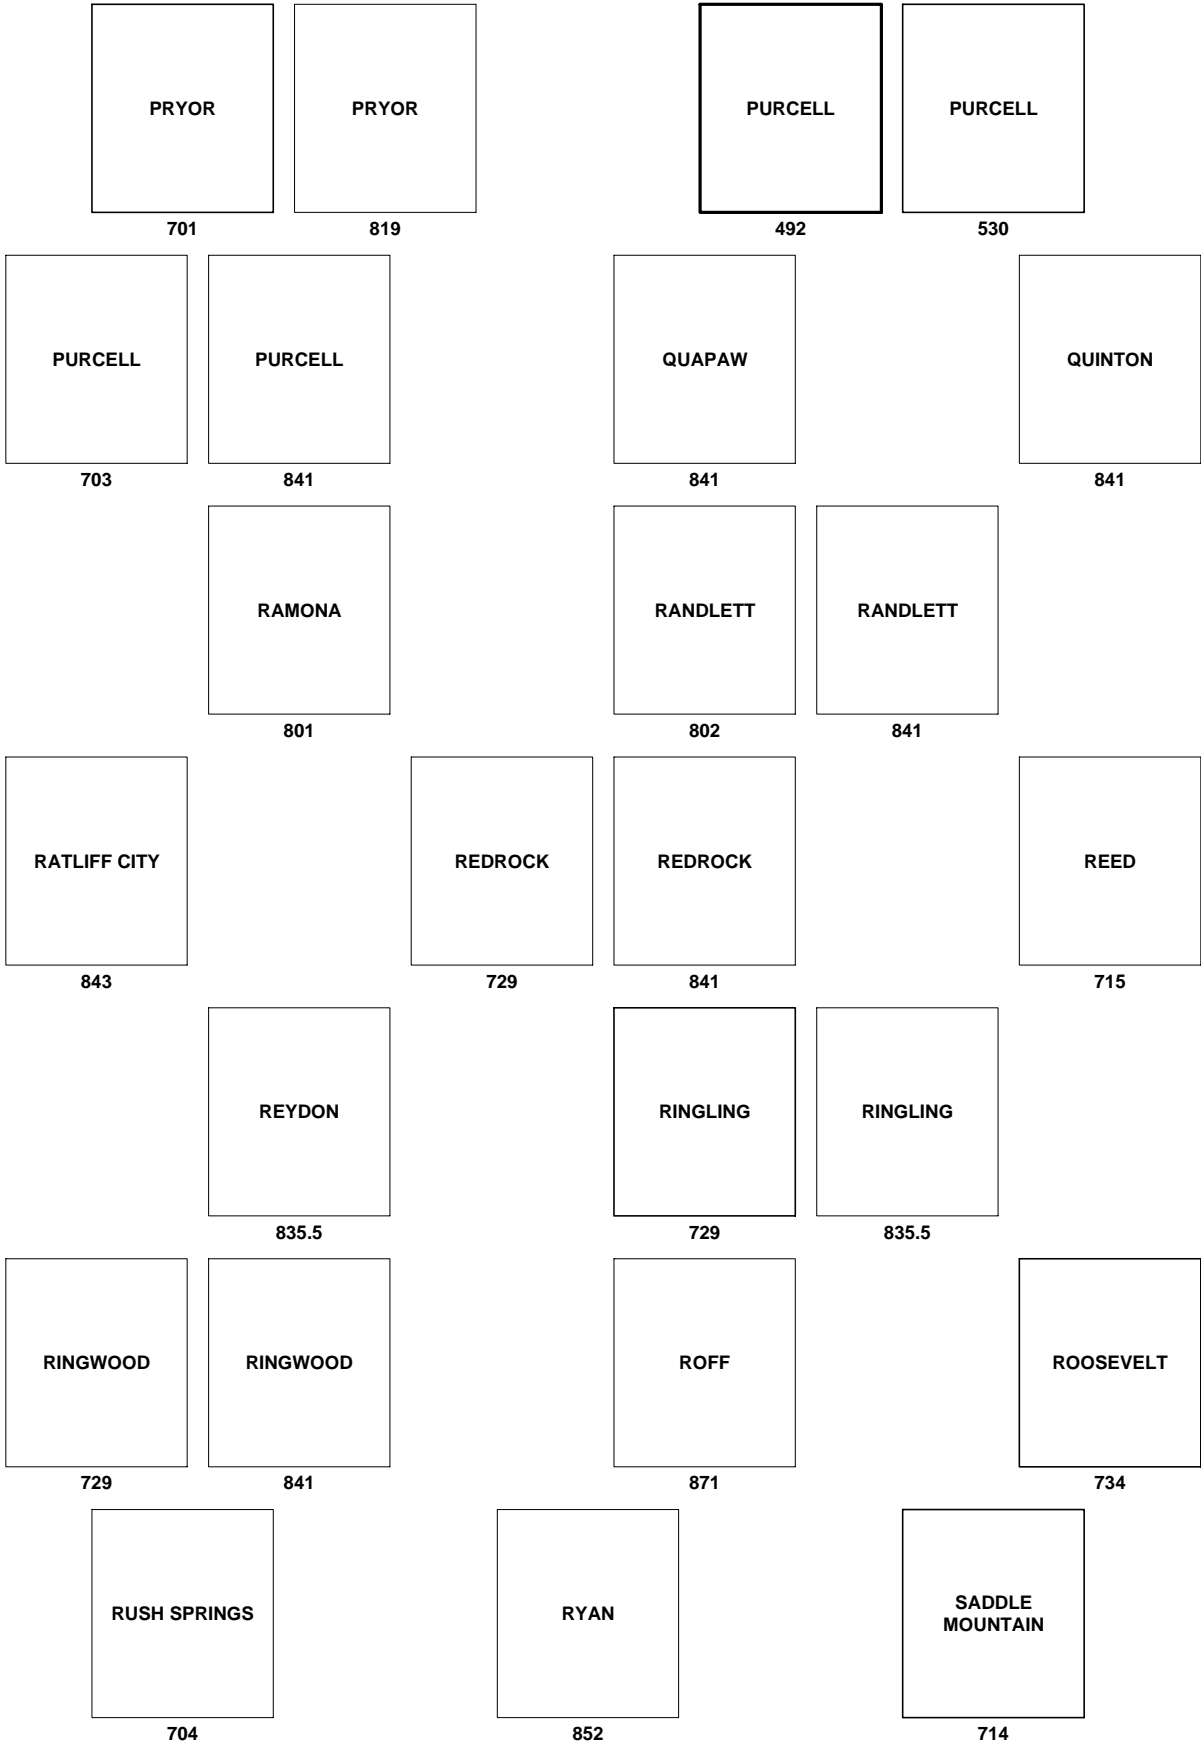 PRYOR PRYOR PURCELL PURCELL
701 819 492 530
PURCELL PURCELL QUAPAW QUINTON
703 841 841 841
RAMONA RANDLETT RANDLETT
801 802 841
RATLIFF CITY REDROCK REDROCK REED
843 729 841 715
REYDON RINGLING RINGLING
835.5 729 835.5
RINGWOOD RINGWOOD ROFF ROOSEVELT
729 841 871 734
RUSH SPRINGS RYAN SADDLE
MOUNTAIN
704 852 714